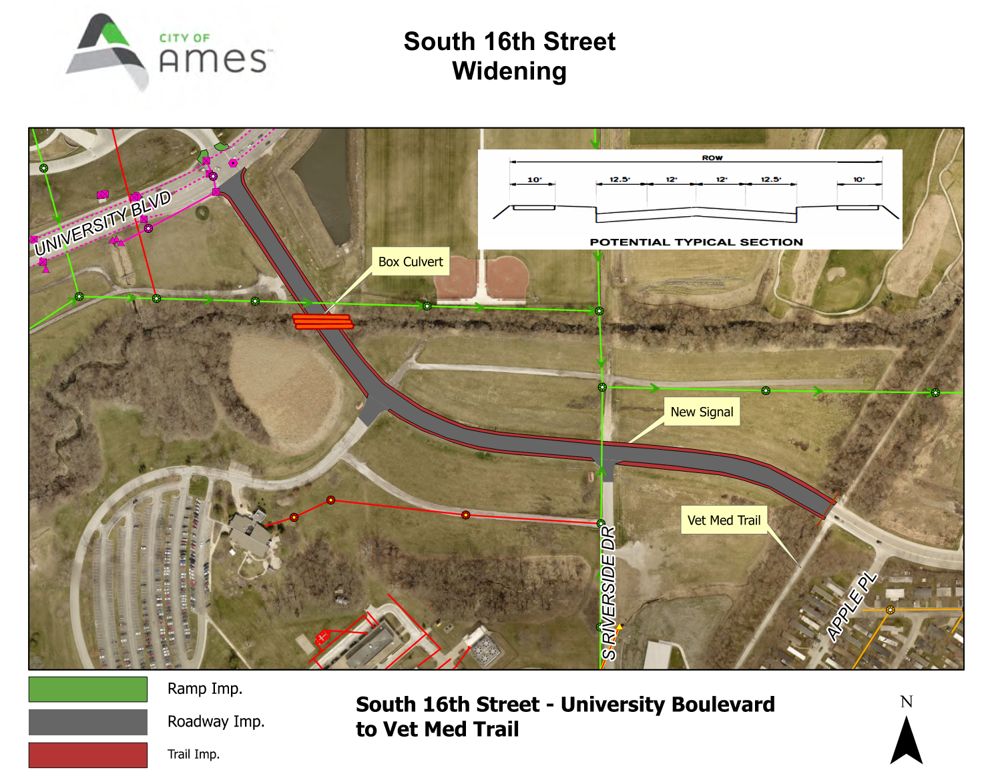 CITY OF
Ames™
South 16th Street
Widening
ROW
10'
12.5'
12'
12'
12.5'
10'
POTENTIAL TYPICAL SECTION
UNIVERSITY BLVD
Box Culvert
New Signal
Vet Med Trail
S RIVERSIDE DR
APPLE PL
Ramp Imp.
Roadway Imp.
Trail Imp.
South 16th Street - University Boulevard
to Vet Med Trail
N